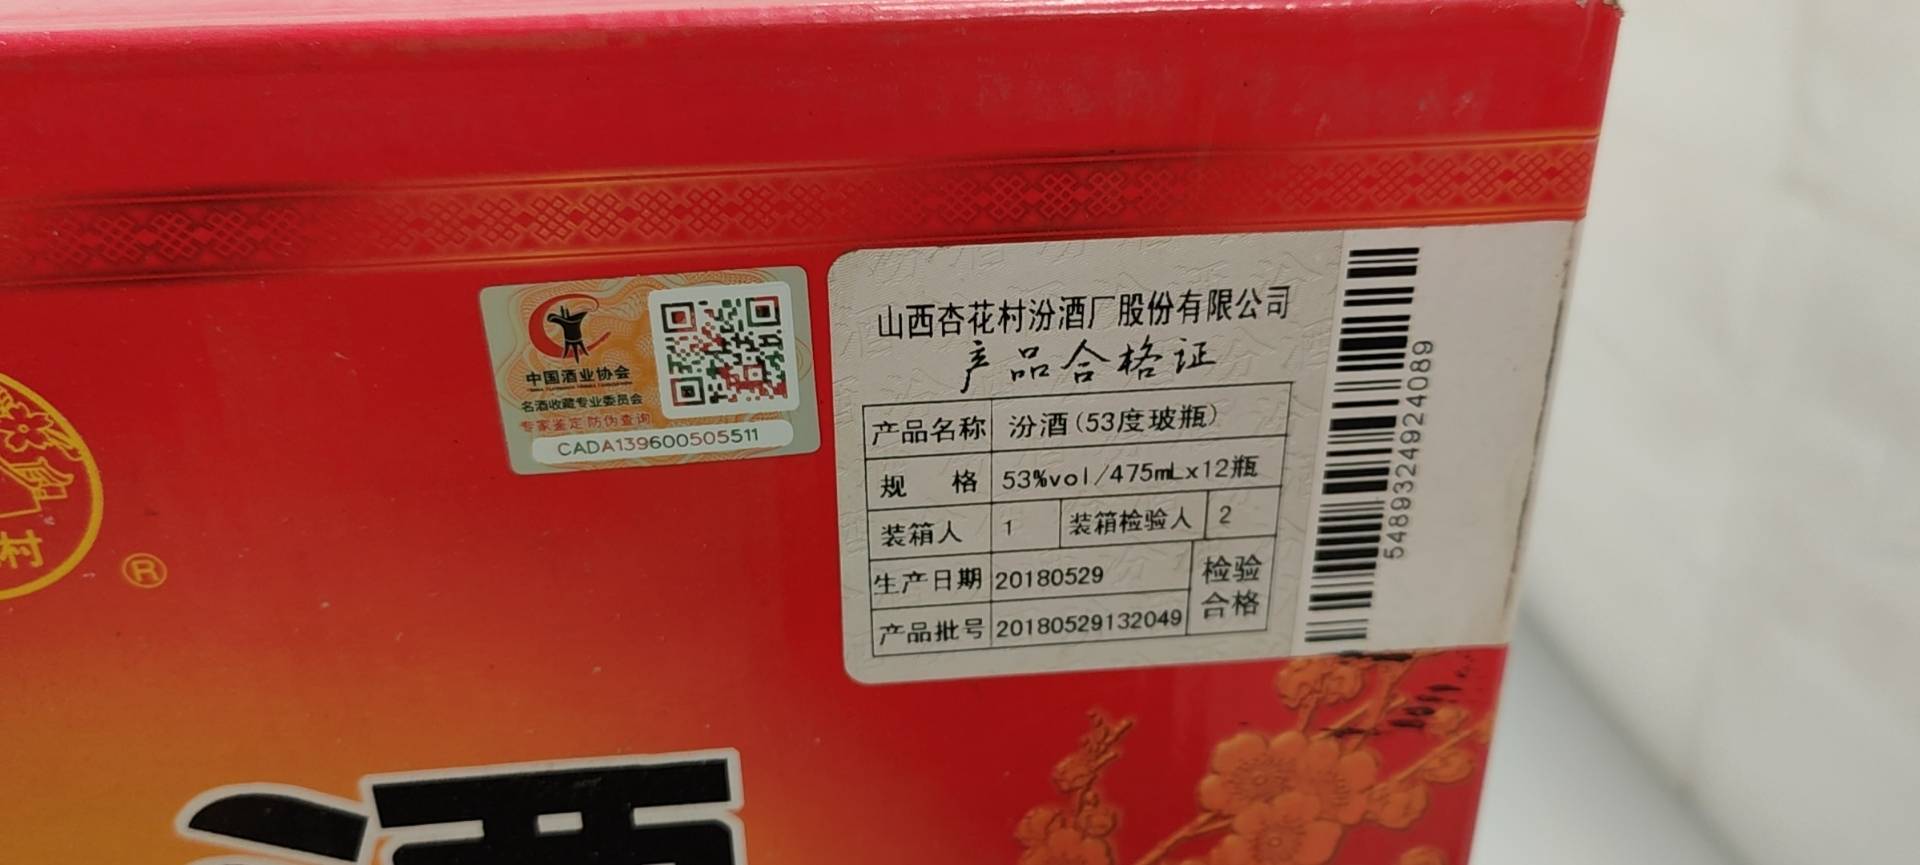 村
®
中国酒业协会
名酒收藏专业委员会
专家鉴定 防伪查询
CADA139600505511
山西杏花村汾酒厂股份有限公司
产品合格证
产品名称 汾酒(53度玻瓶)
规 格 53%vol/475mLx12瓶
装箱人 1 装箱检验人 2
生产日期 20180529 检验
产品批号 20180529132049 合格
5489324924089
酒